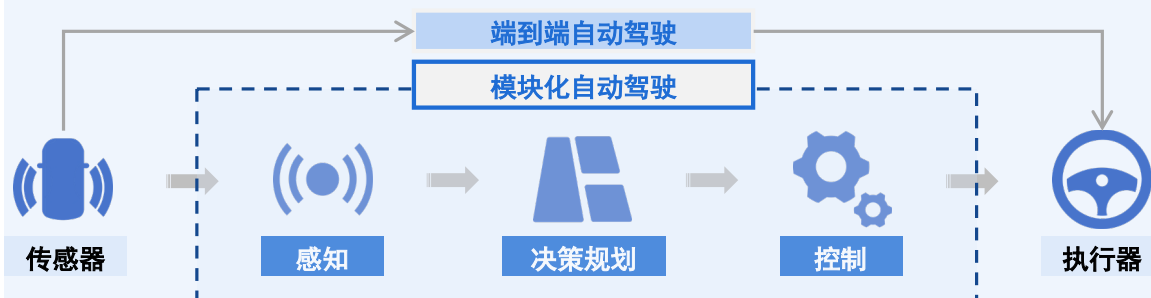 端到端自动驾驶
模块化自动驾驶
传感器
感知
决策规划
控制
执行器